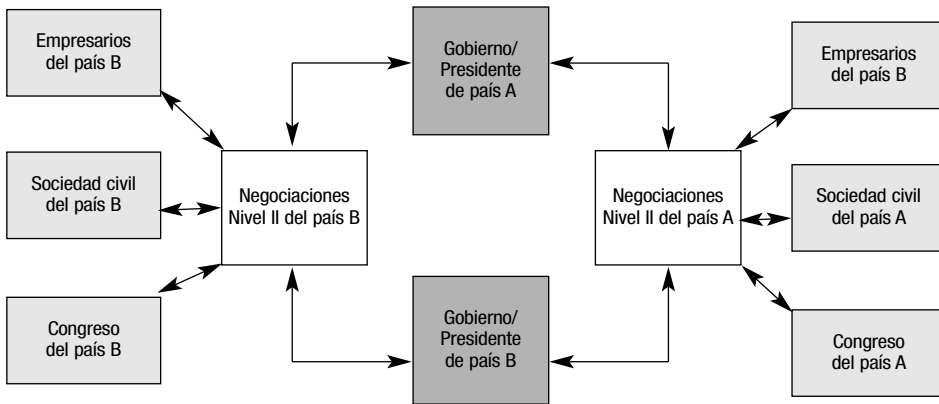 Empresarios
del país B
Sociedad civil
del país B
Congreso
del país B
Negociaciones
Nivel II del país B
Gobierno/
Presidente
de país A
Gobierno/
Presidente
de país B
Negociaciones
Nivel II del país A
Empresarios
del país B
Sociedad civil
del país A
Congreso
del país A